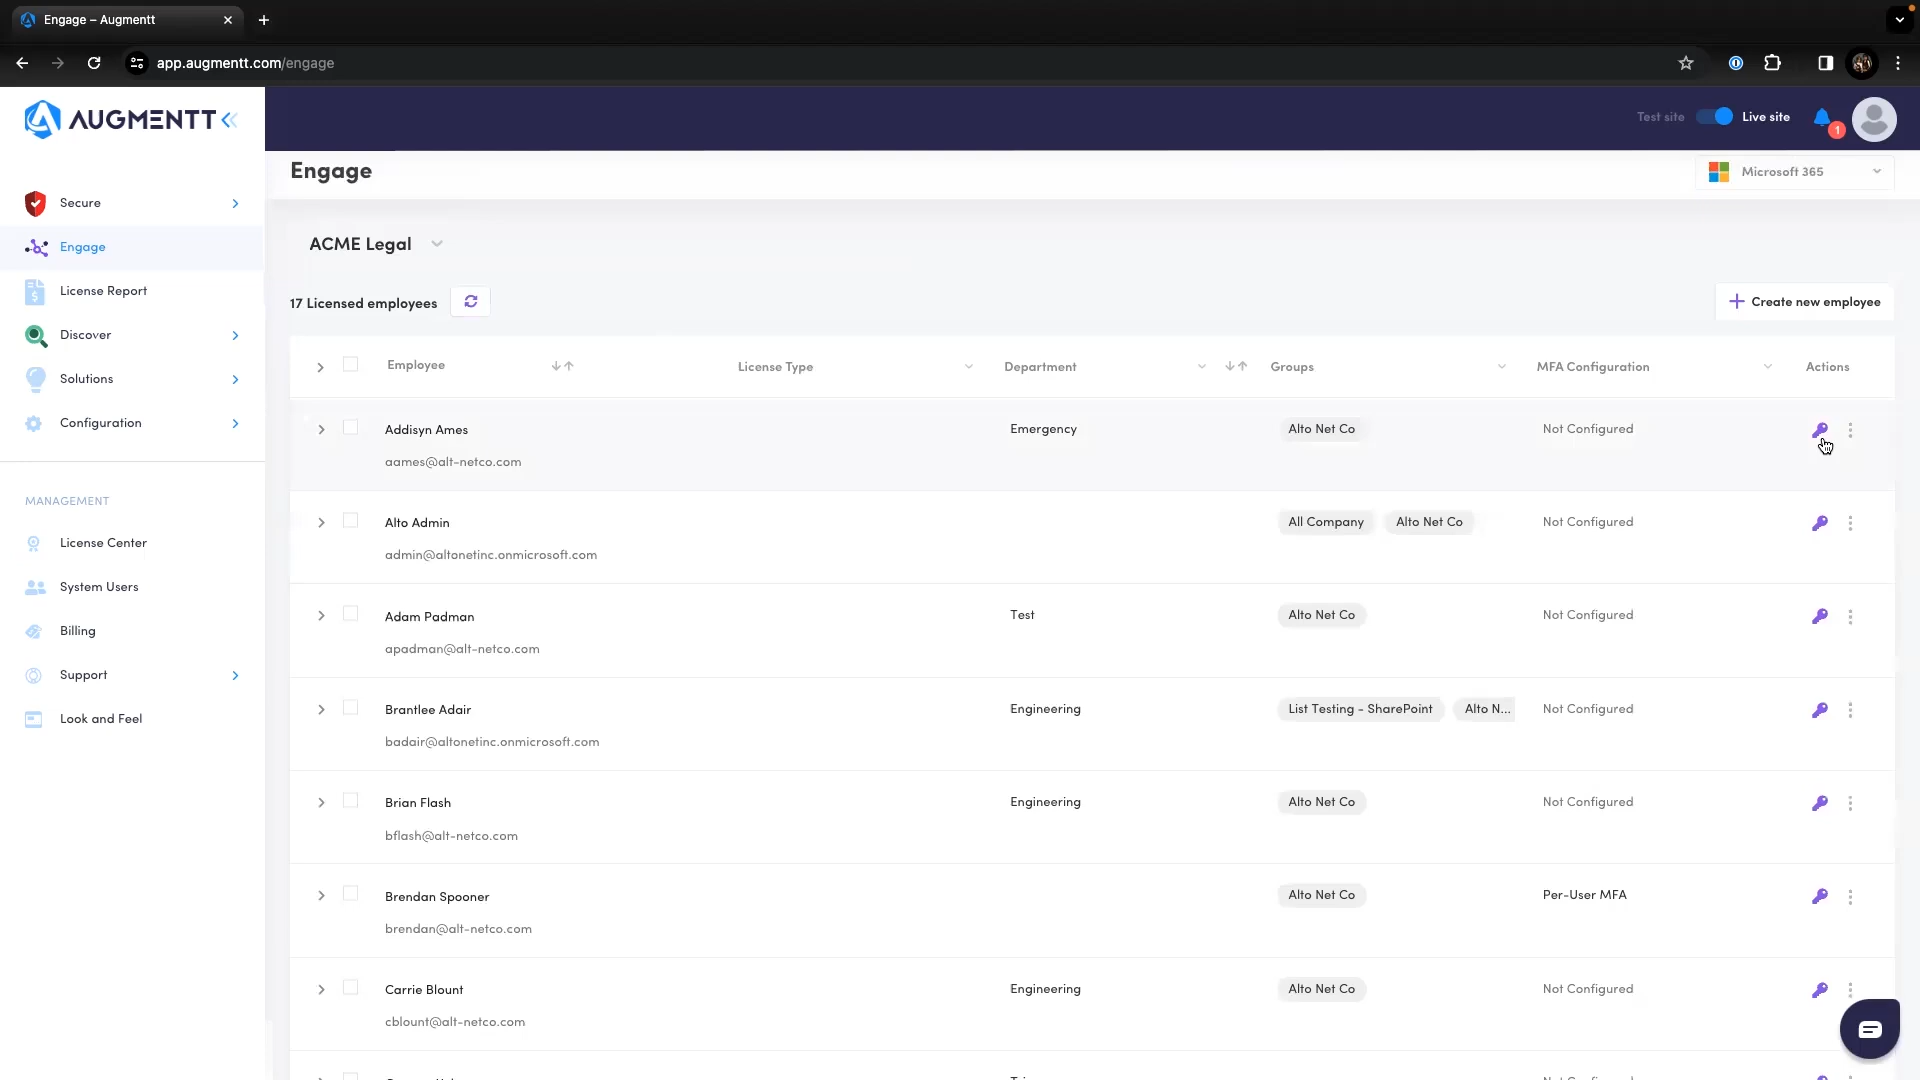 Engage – Augmentt
app.augmentt.com/engage
AUGMENTT
Test site Live site
1
Engage
Microsoft 365
Secure
Engage
License Report
Discover
Solutions
Configuration
MANAGEMENT
License Center
System Users
Billing
Support
Look and Feel
ACME Legal
17 Licensed employees
Create new employee
Employee License Type Department Groups MFA Configuration Actions
Addisyn Ames Emergency Alto Net Co Not Configured
aames@alt-netco.com
Alto Admin All Company Alto Net Co Not Configured
admin@altonetinc.onmicrosoft.com
Adam Padman Test Alto Net Co Not Configured
apadman@alt-netco.com
Brantlee Adair Engineering List Testing - SharePoint Alto N... Not Configured
badair@altonetinc.onmicrosoft.com
Brian Flash Engineering Alto Net Co Not Configured
bflash@alt-netco.com
Brendan Spooner Alto Net Co Per-User MFA
brendan@alt-netco.com
Carrie Blount Engineering Alto Net Co Not Configured
cblount@alt-netco.com